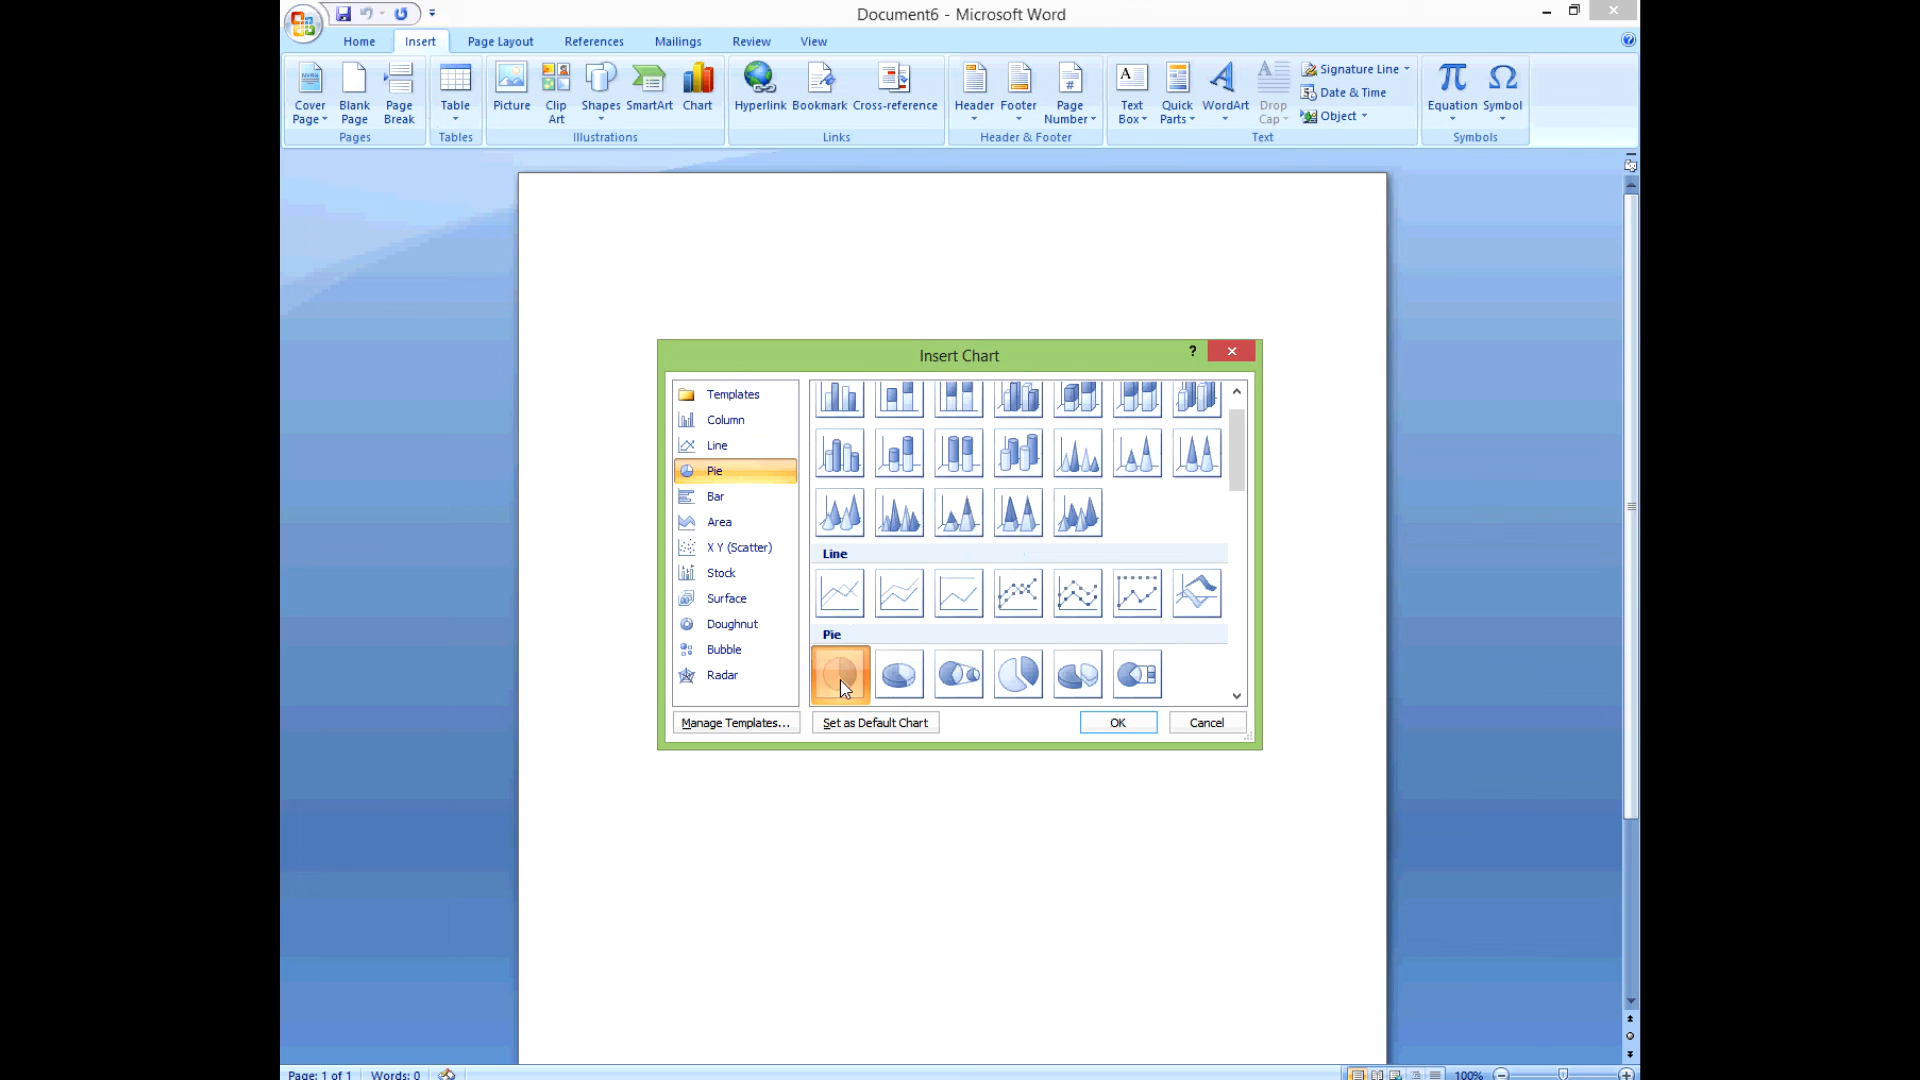 Document6 - Microsoft Word
Home Insert Page Layout References Mailings Review View
Cover Page
Blank Page
Page Break
Pages
Table
Tables
Picture
Clip Art
Shapes
SmartArt
Chart
Illustrations
Hyperlink
Bookmark
Cross-reference
Links
Header
Footer
Page Number
Header & Footer
Text Box
Quick Parts
WordArt
Drop Cap
Signature Line
Date & Time
Object
Text
Equation
Symbol
Symbols
Insert Chart
?
Templates
Column
Line
Pie
Bar
Area
X Y (Scatter)
Stock
Surface
Doughnut
Bubble
Radar
Line
Pie
Manage Templates...
Set as Default Chart
OK
Cancel
Page: 1 of 1 Words: 0
100%